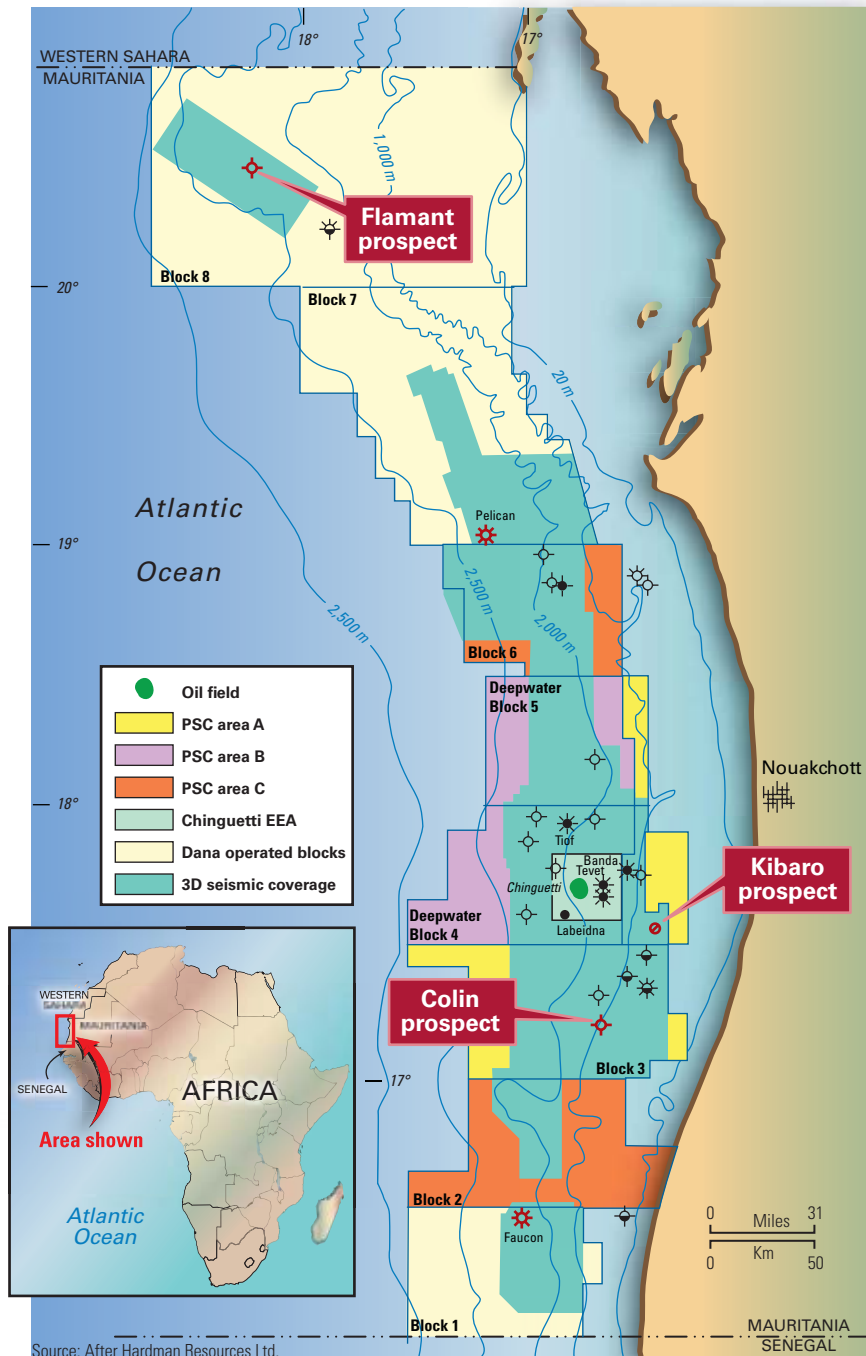 18°
17°
WESTERN SAHARA
MAURITANIA
1,000 m
Flamant
prospect
Block 8
20°
Block 7
20 m
Atlantic
Ocean
Pelican
19°
2,500 m
2,500 m
2,000 m
Block 6
Deepwater
Block 5
Oil field
PSC area A
PSC area B
PSC area C
Chinguetti EEA
Dana operated blocks
3D seismic coverage
Nouakchott
18°
Tiof
Banda
Tevet
Chinguetti
Labeidna
Deepwater
Block 4
Kibaro
prospect
Colin
prospect
Block 3
17°
WESTERN
SAHARA
MAURITANIA
SENEGAL
AFRICA
Area shown
Atlantic
Ocean
Block 2
Faucon
0 31
Miles
Km
0 50
Block 1
MAURITANIA
SENEGAL
Source: After Hardman Resources Ltd.